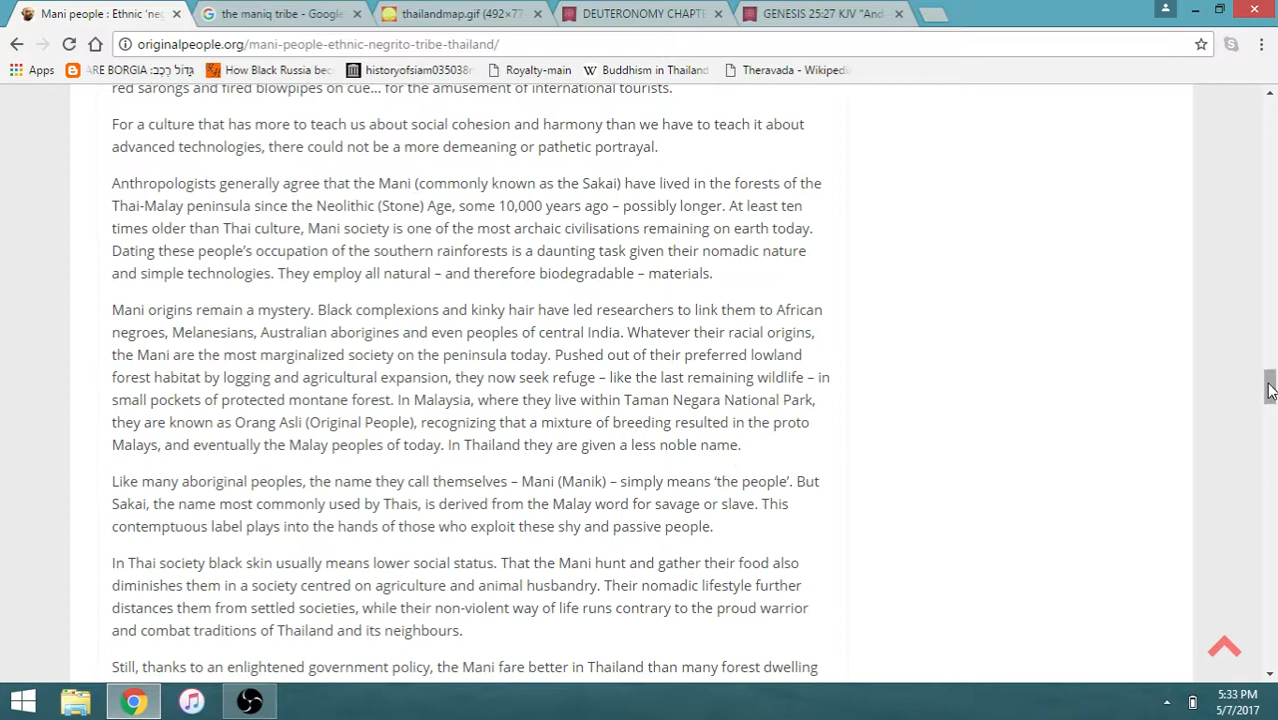 Mani people : Ethnic 'neg
the maniq tribe - Google
thailandmap.gif (492×77
DEUTERONOMY CHAPTE
GENESIS 25:27 KJV "And
originalpeople.org/mani-people-ethnic-negrito-tribe-thailand/
Apps
ARE BORGIA :גָּדוֹל רֶכֶב
How Black Russia bec
historyofsiam035038
Royalty-main
Buddhism in Thailand
Theravada - Wikipedi
red sarongs and fired blowpipes on cue... for the amusement of international tourists.
For a culture that has more to teach us about social cohesion and harmony than we have to teach it about
advanced technologies, there could not be a more demeaning or pathetic portrayal.
Anthropologists generally agree that the Mani (commonly known as the Sakai) have lived in the forests of the
Thai-Malay peninsula since the Neolithic (Stone) Age, some 10,000 years ago – possibly longer. At least ten
times older than Thai culture, Mani society is one of the most archaic civilisations remaining on earth today.
Dating these people's occupation of the southern rainforests is a daunting task given their nomadic nature
and simple technologies. They employ all natural – and therefore biodegradable – materials.
Mani origins remain a mystery. Black complexions and kinky hair have led researchers to link them to African
negroes, Melanesians, Australian aborigines and even peoples of central India. Whatever their racial origins,
the Mani are the most marginalized society on the peninsula today. Pushed out of their preferred lowland
forest habitat by logging and agricultural expansion, they now seek refuge – like the last remaining wildlife – in
small pockets of protected montane forest. In Malaysia, where they live within Taman Negara National Park,
they are known as Orang Asli (Original People), recognizing that a mixture of breeding resulted in the proto
Malays, and eventually the Malay peoples of today. In Thailand they are given a less noble name.
Like many aboriginal peoples, the name they call themselves – Mani (Manik) – simply means 'the people'. But
Sakai, the name most commonly used by Thais, is derived from the Malay word for savage or slave. This
contemptuous label plays into the hands of those who exploit these shy and passive people.
In Thai society black skin usually means lower social status. That the Mani hunt and gather their food also
diminishes them in a society centred on agriculture and animal husbandry. Their nomadic lifestyle further
distances them from settled societies, while their non-violent way of life runs contrary to the proud warrior
and combat traditions of Thailand and its neighbours.
Still, thanks to an enlightened government policy, the Mani fare better in Thailand than many forest dwelling
5:33 PM
5/7/2017